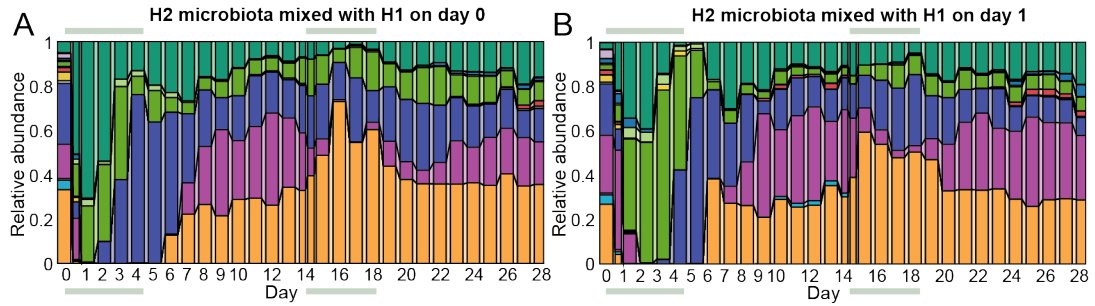 A
H2 microbiota mixed with H1 on day 0
Relative abundance
1
0.8
0.6
0.4
0.2
0
0 1 2 3 4 5 6 7 8 9 10 12 14 16 18 20 22 24 26 28
Day
B
H2 microbiota mixed with H1 on day 1
Relative abundance
1
0.8
0.6
0.4
0.2
0
0 1 2 3 4 5 6 7 8 9 10 12 14 16 18 20 22 24 26 28
Day